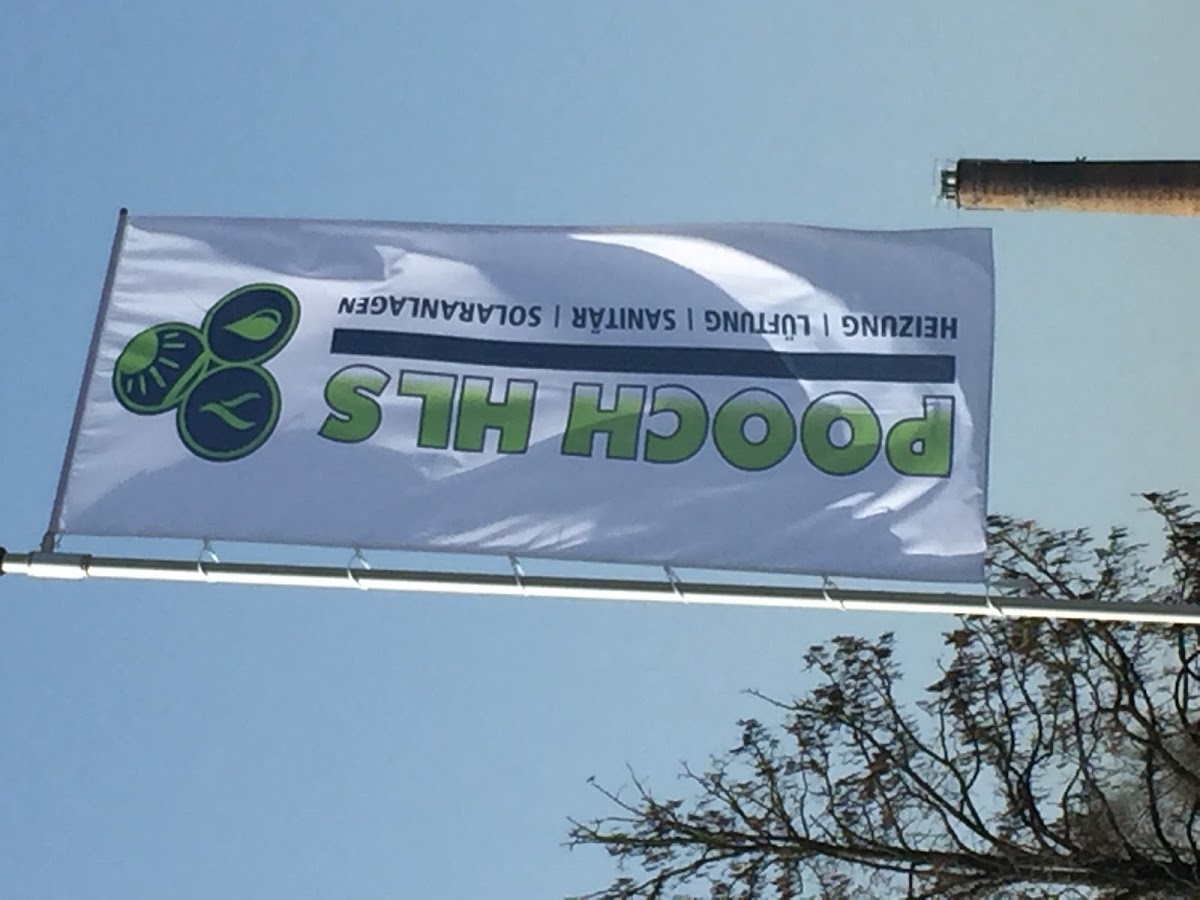 POOCH HLS
HEIZUNG | LÜFTUNG | SANITÄR | SOLARANLAGEN